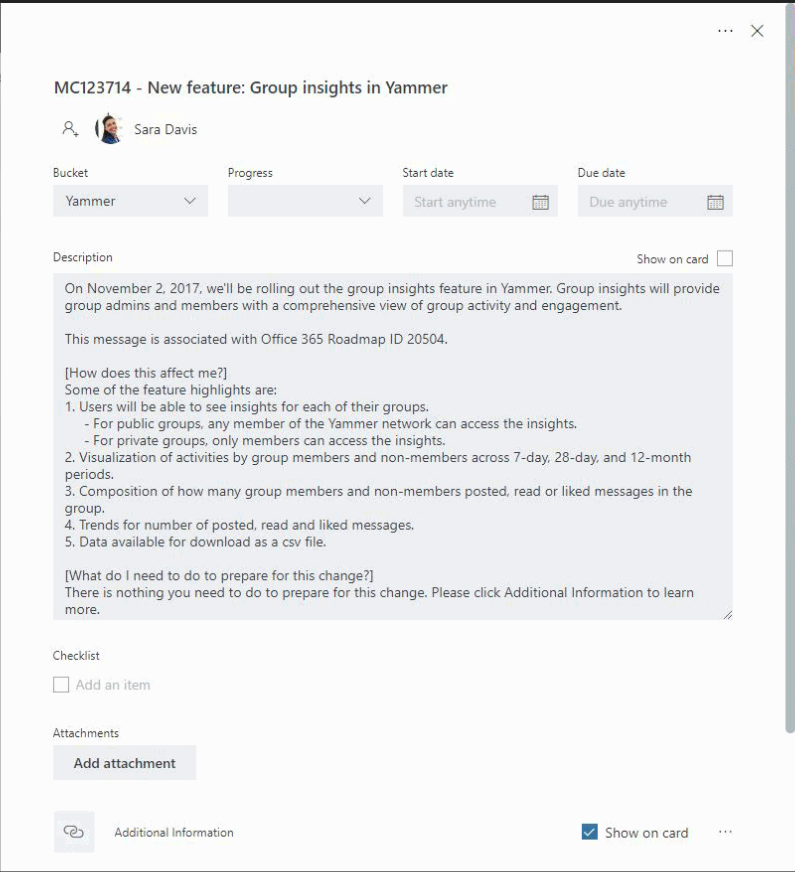 MC123714 - New feature: Group insights in Yammer
Sara Davis
Bucket
Progress
Start date
Due date
Yammer
Start anytime
Due anytime
Description
Show on card
On November 2, 2017, we'll be rolling out the group insights feature in Yammer. Group insights will provide
group admins and members with a comprehensive view of group activity and engagement.
This message is associated with Office 365 Roadmap ID 20504.
[How does this affect me?]
Some of the feature highlights are:
1. Users will be able to see insights for each of their groups.
- For public groups, any member of the Yammer network can access the insights.
- For private groups, only members can access the insights.
2. Visualization of activities by group members and non-members across 7-day, 28-day, and 12-month
periods.
3. Composition of how many group members and non-members posted, read or liked messages in the
group.
4. Trends for number of posted, read and liked messages.
5. Data available for download as a csv file.
[What do I need to do to prepare for this change?]
There is nothing you need to do to prepare for this change. Please click Additional Information to learn
more.
Checklist
Add an item
Attachments
Add attachment
Additional Information
Show on card